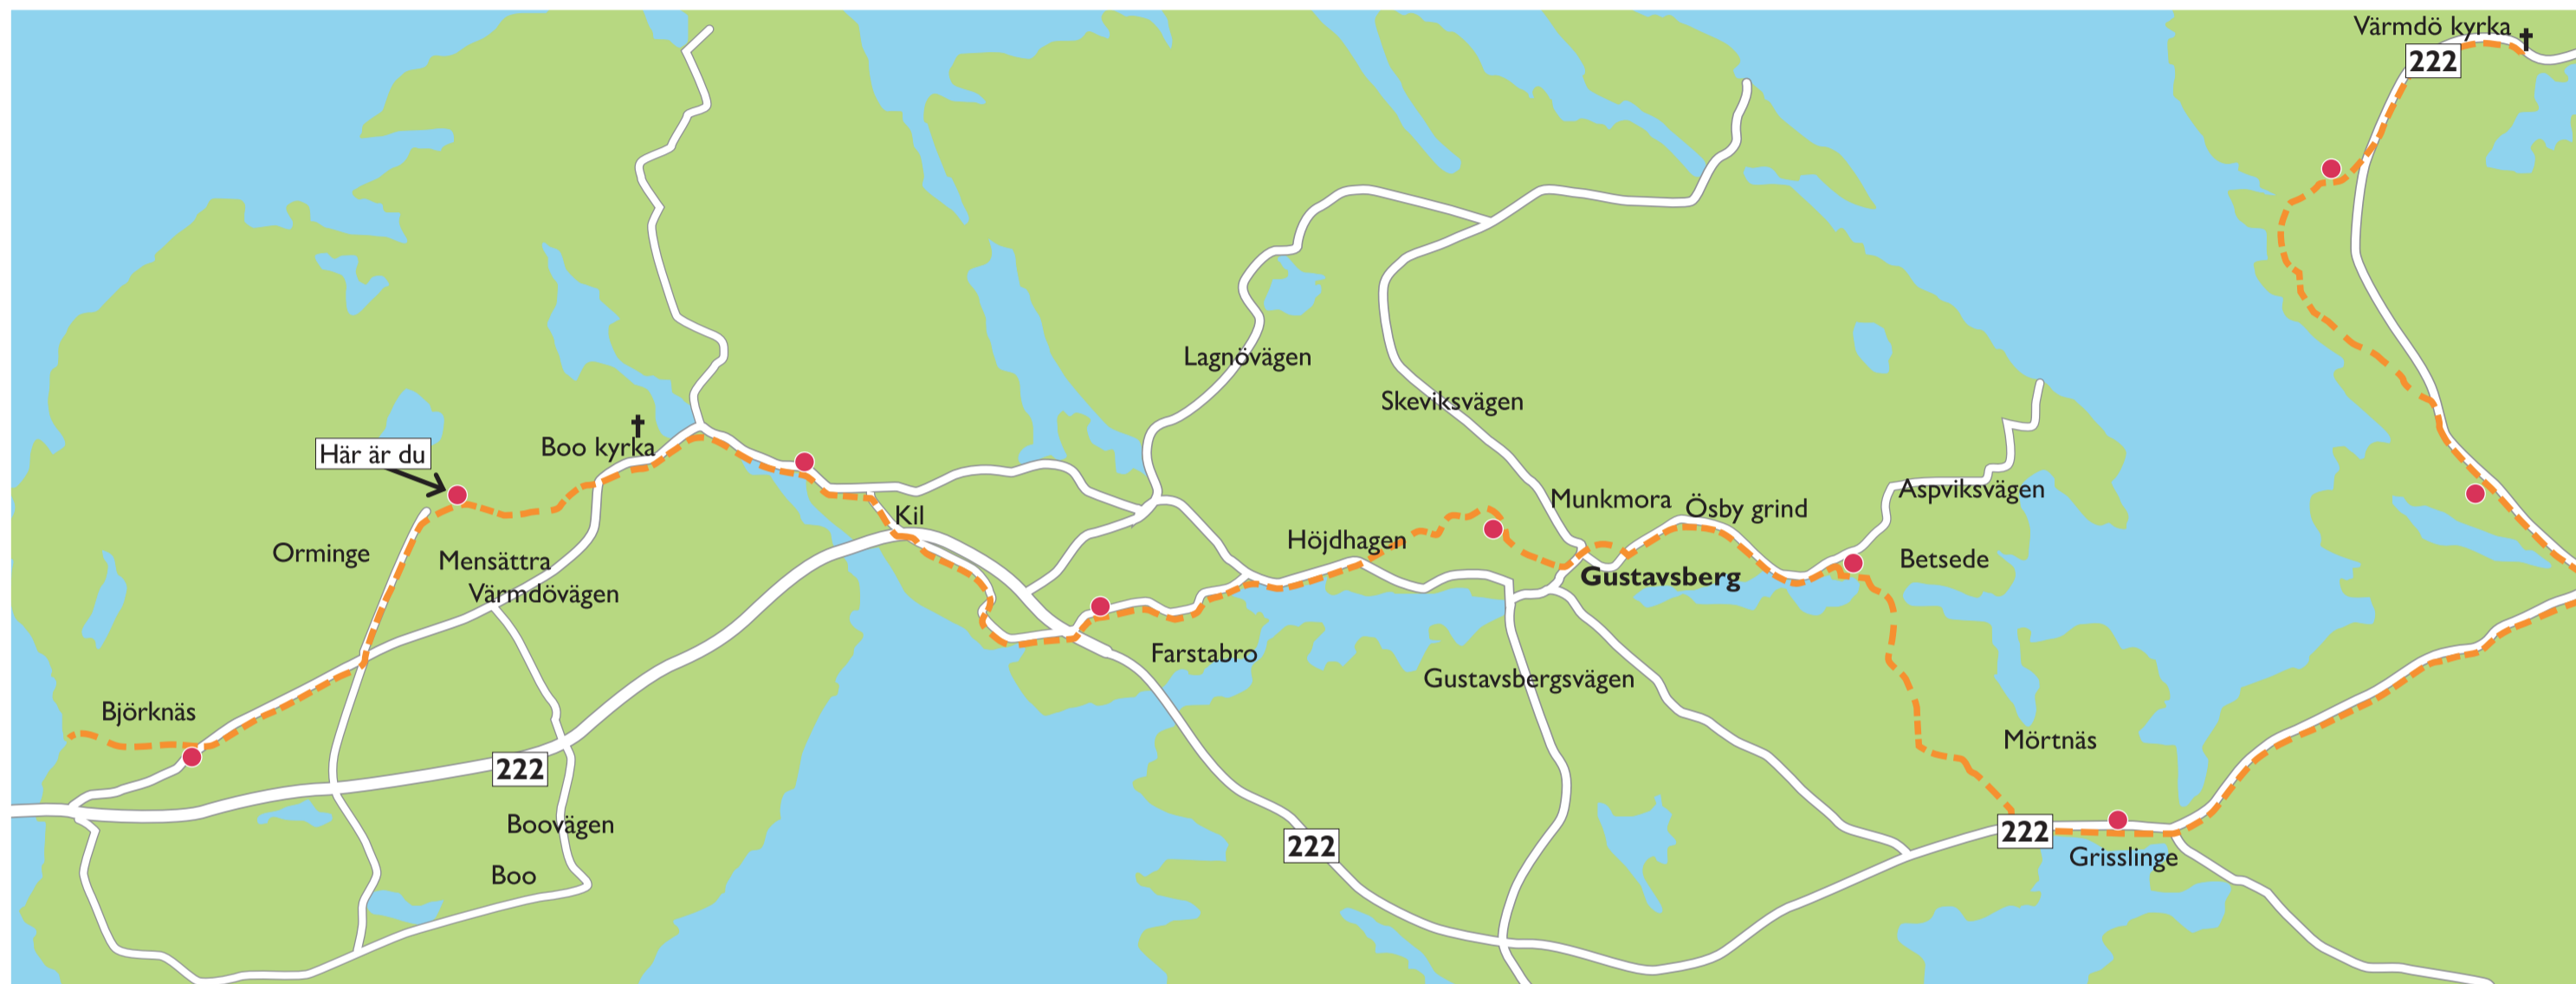 Värmdö kyrka
222
Lagnövägen
Skeviksvägen
Boo kyrka
Här är du
Aspviksvägen
Munkmora
Ösby grind
Kil
Höjdhagen
Orminge
Mensättra
Betsede
Gustavsberg
Värmdövägen
Farstabro
Gustavsbergsvägen
Björknäs
Mörtnäs
222
Boovägen
222
222
Grisslinge
Boo